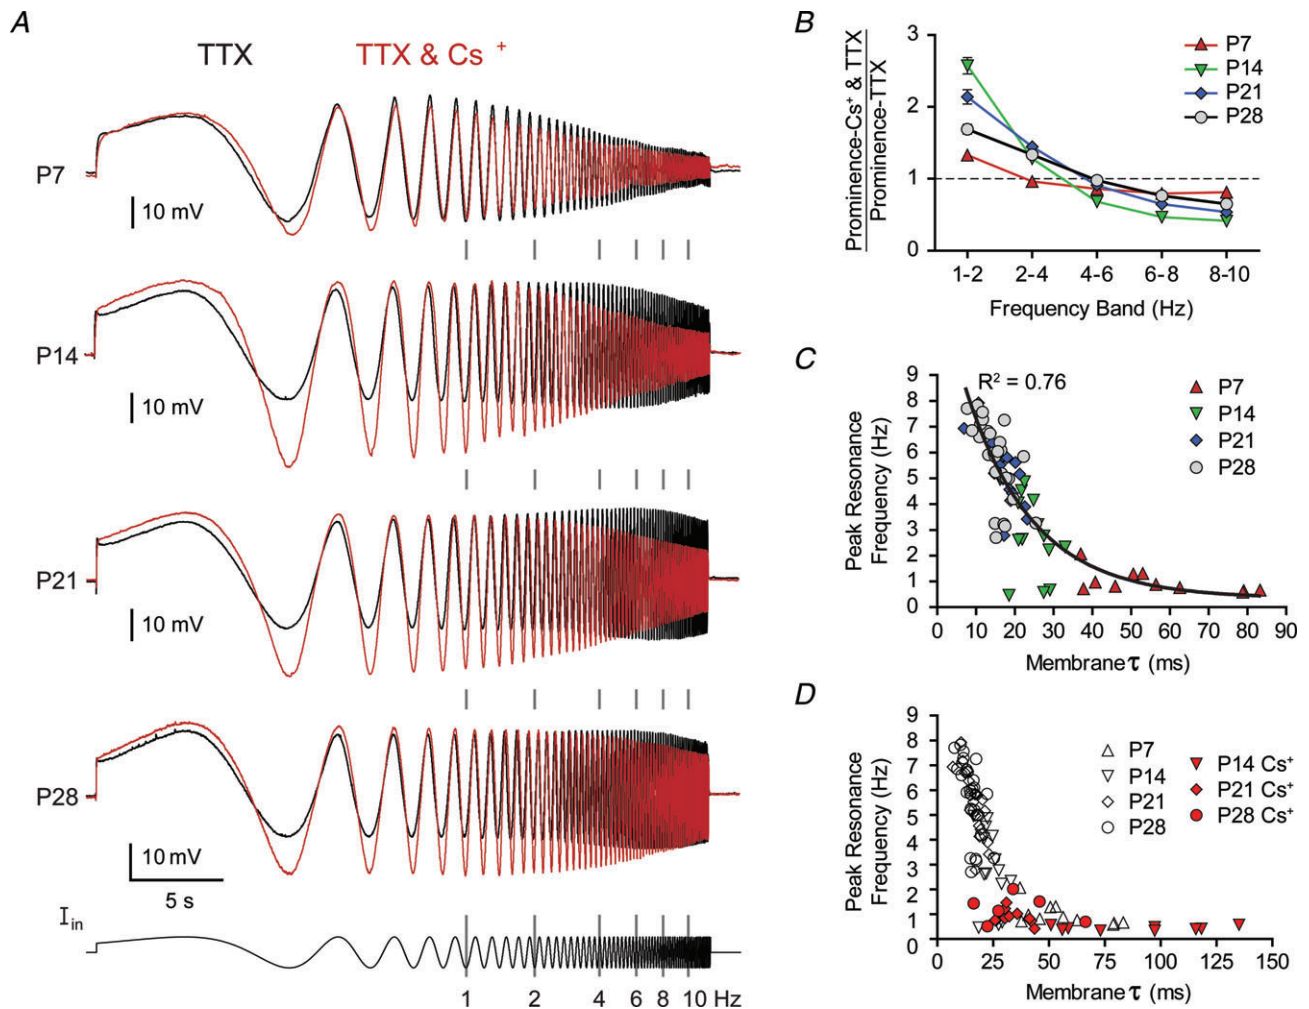 A
TTX
TTX & Cs⁺
P7
10 mV
P14
10 mV
P21
10 mV
P28
10 mV
5 s
Iin
1 2 4 6 8 10 Hz
B
Prominence-Cs⁺ & TTX
Prominence-TTX
3
2
1
0
1-2 2-4 4-6 6-8 8-10
Frequency Band (Hz)
P7
P14
P21
P28
C
Peak Resonance
Frequency (Hz)
9
8
7
6
5
4
3
2
1
0
R² = 0.76
P7
P14
P21
P28
0 10 20 30 40 50 60 70 80 90
Membrane τ (ms)
D
Peak Resonance
Frequency (Hz)
9
8
7
6
5
4
3
2
1
0
P7
P14
P21
P28
P14 Cs⁺
P21 Cs⁺
P28 Cs⁺
0 25 50 75 100 125 150
Membrane τ (ms)